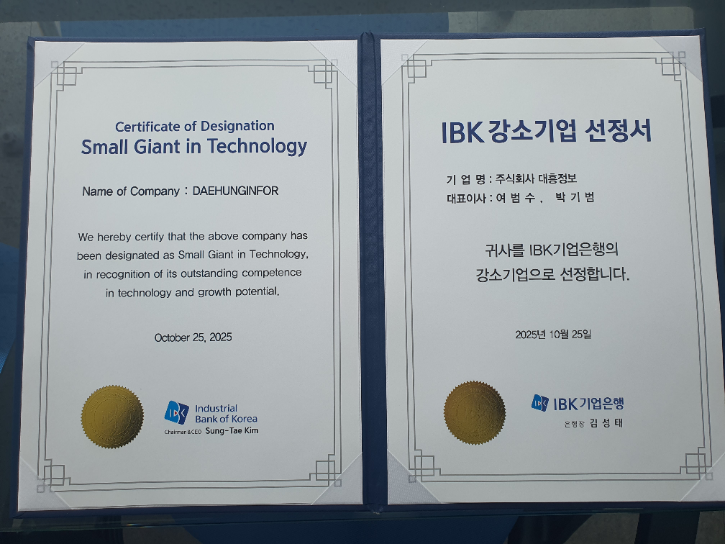 Certificate of Designation
Small Giant in Technology
Name of Company : DAEHUNGINFOR
We hereby certify that the above company has
been designated as Small Giant in Technology,
in recognition of its outstanding competence
in technology and growth potential.
October 25, 2025
IBK
Industrial
Bank of Korea
Chairman & CEO Sung-Tae Kim
IBK 강소기업 선정서
기 업 명 : 주식회사 대흥정보
대표이사 : 여 범 수 , 박 기 범
귀사를 IBK기업은행의
강소기업으로 선정합니다.
2025년 10월 25일
IBK기업은행
은행장 김 성 태